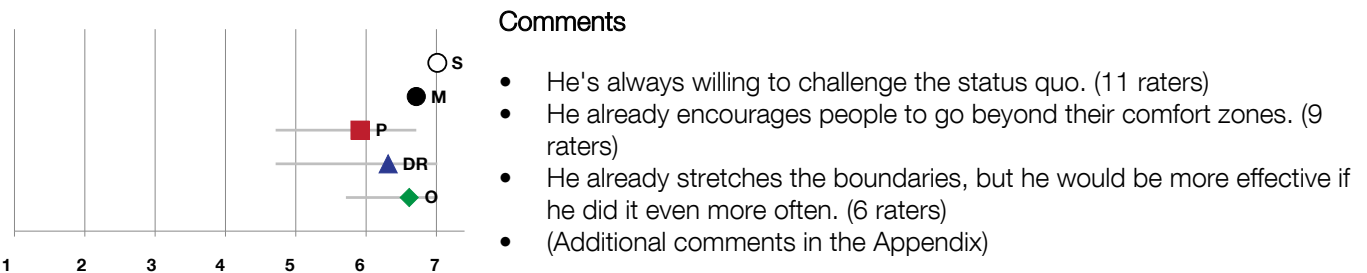 S
M
P
DR
O
1 2 3 4 5 6 7
Comments
• He's always willing to challenge the status quo. (11 raters)
• He already encourages people to go beyond their comfort zones. (9
raters)
• He already stretches the boundaries, but he would be more effective if
he did it even more often. (6 raters)
• (Additional comments in the Appendix)